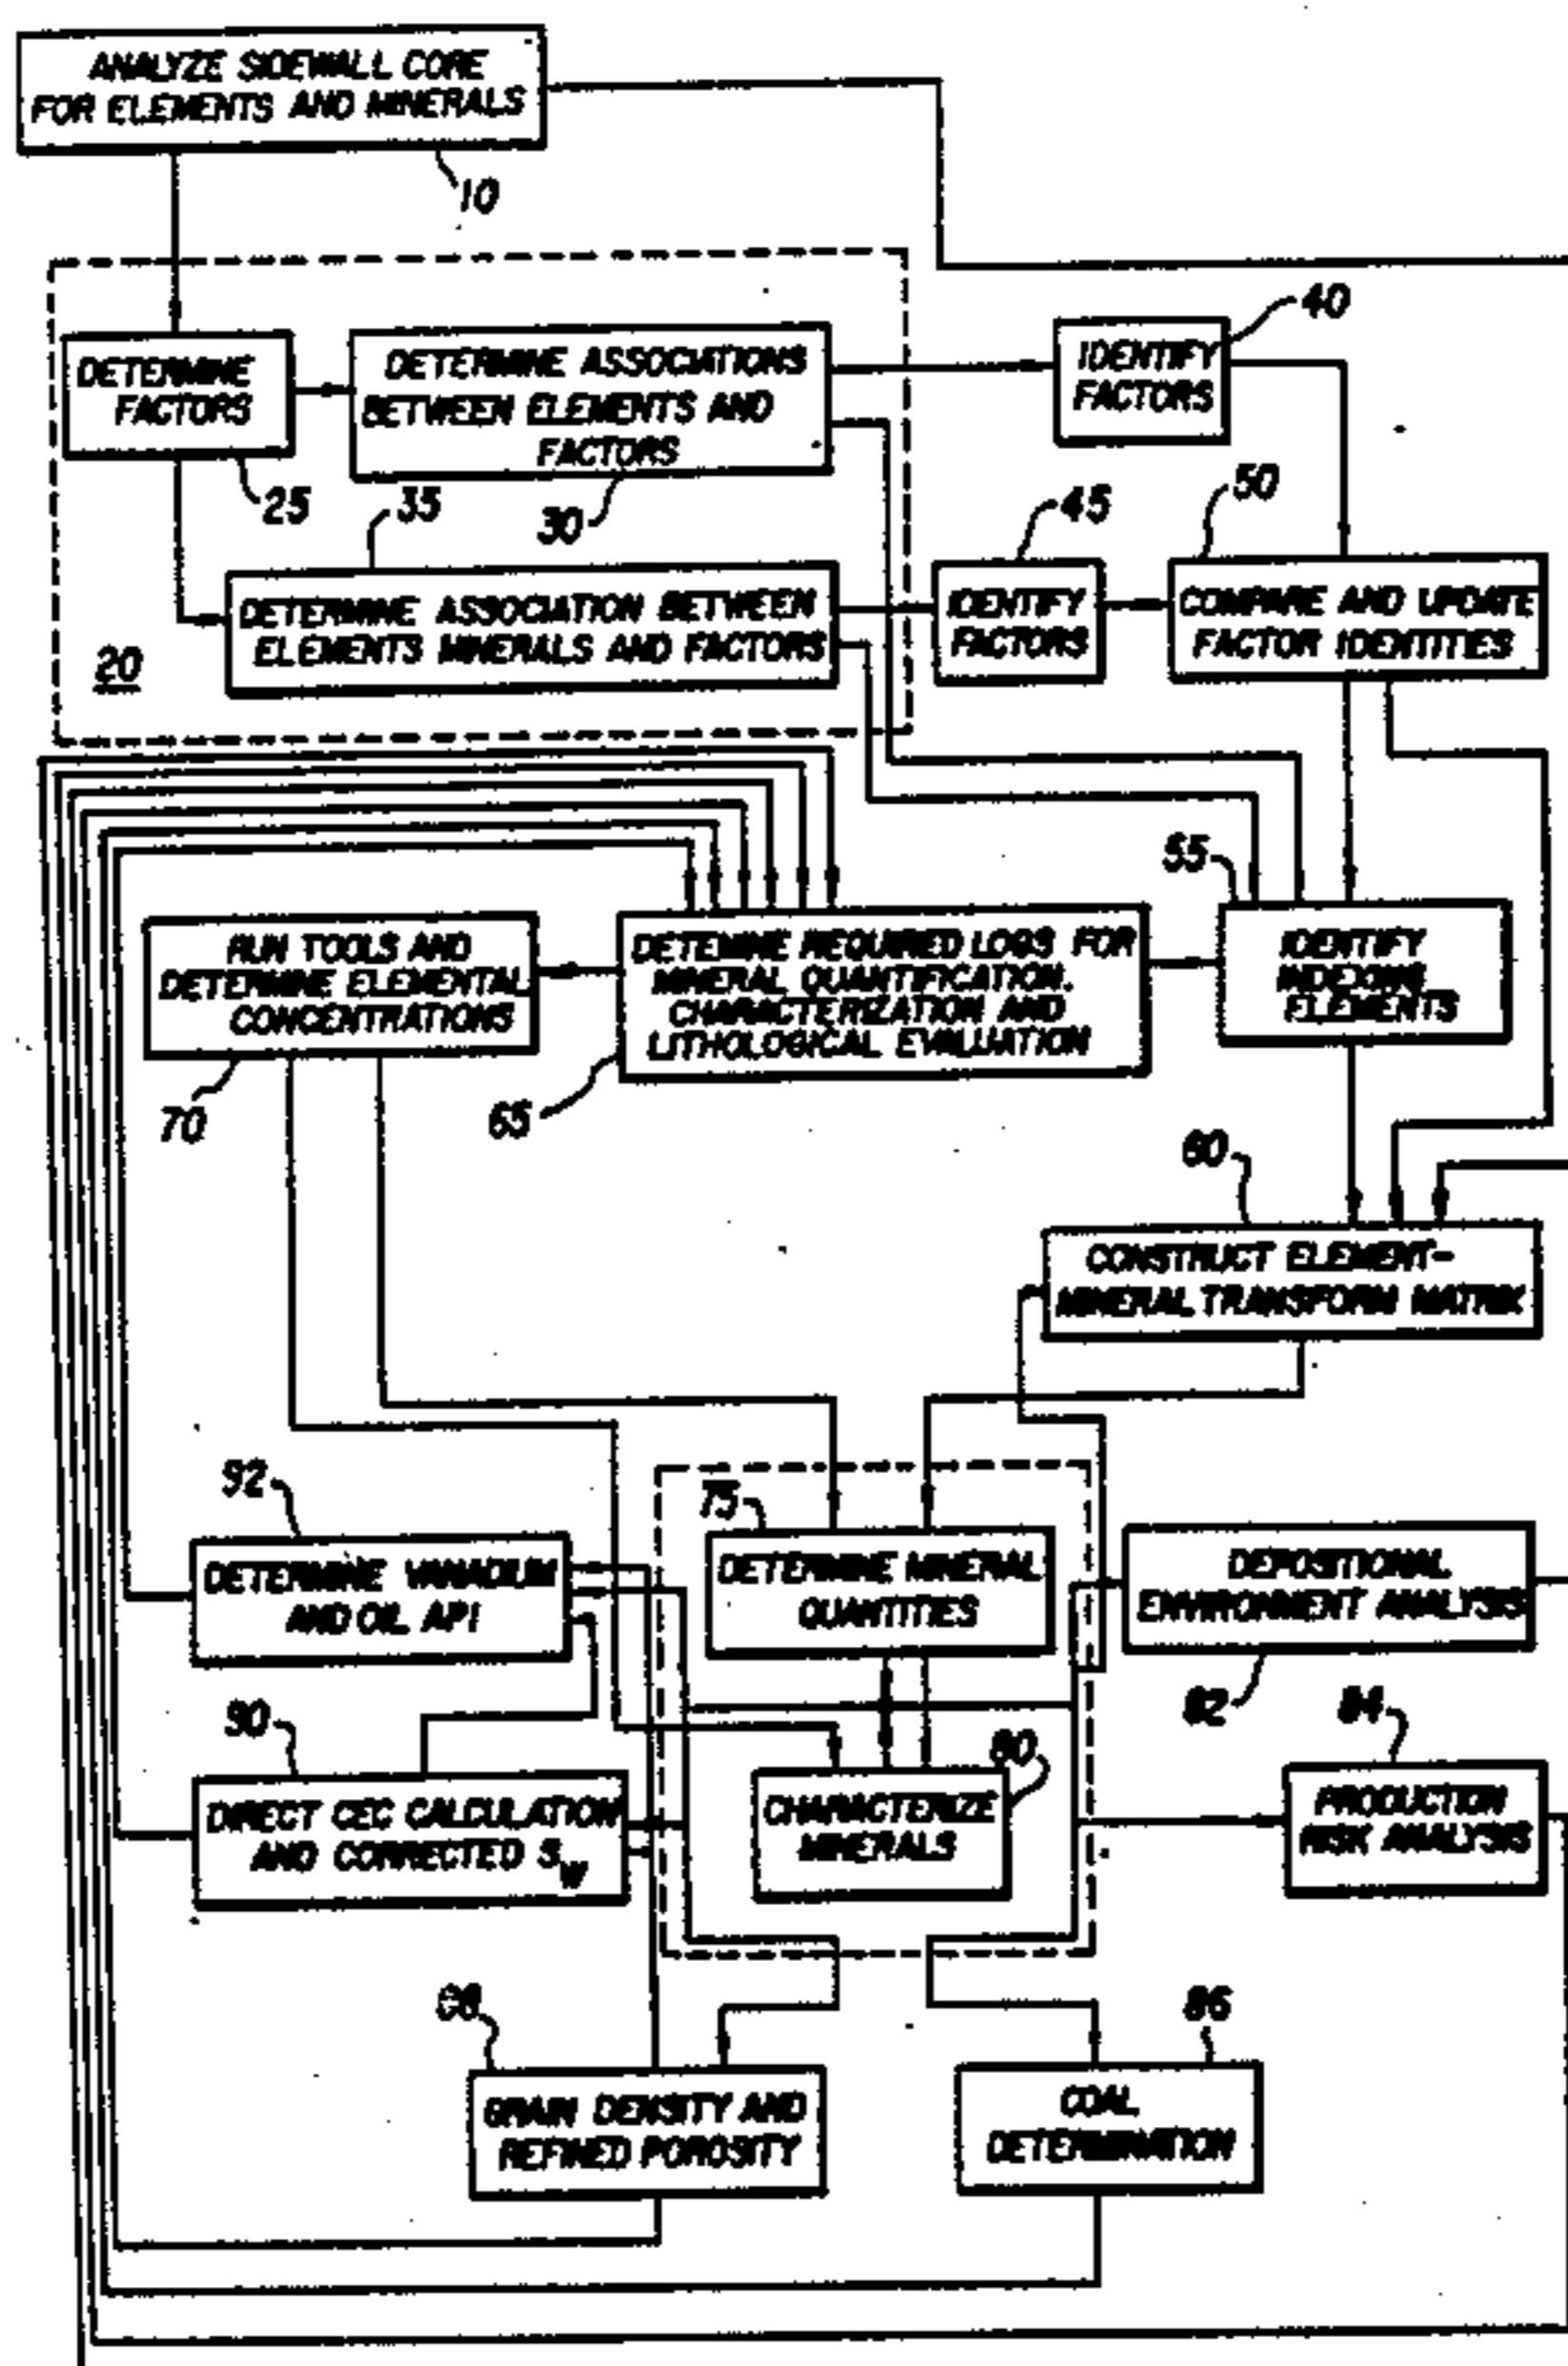 ANALYZE SIDEWALL CORE
FOR ELEMENTS AND MINERALS
10
DETERMINE
FACTORS
25
DETERMINE ASSOCIATIONS
BETWEEN ELEMENTS AND
FACTORS
30
IDENTIFY
FACTORS
40
35
DETERMINE ASSOCIATION BETWEEN
ELEMENTS MINERALS AND FACTORS
20
45
IDENTIFY
FACTORS
50
COMPARE AND UPDATE
FACTOR IDENTITIES
55
RUN TOOLS AND
DETERMINE ELEMENTAL
CONCENTRATIONS
70
DETEMINE REQUIRED LOGS FOR
MINERAL QUANTIFICATION,
CHARACTERIZATION AND
LITHOLOGICAL EVALUATION
65
IDENTIFY
INDEXING
ELEMENTS
60
CONSTRUCT ELEMENT-
MINERAL TRANSFORM MATRIX
92
DETERMINE VANADIUM
AND OIL API
75
DETERMINE MINERAL
QUANTITIES
DEPOSITIONAL
ENVIRONMENT ANALYSIS
82
90
DIRECT CEC CALCULATION
AND CORRECTED SW
80
CHARACTERIZE
MINERALS
84
PRODUCTION
RISK ANALYSIS
88
GRAIN DENSITY AND
REFINED POROSITY
86
COAL
DETERMINATION